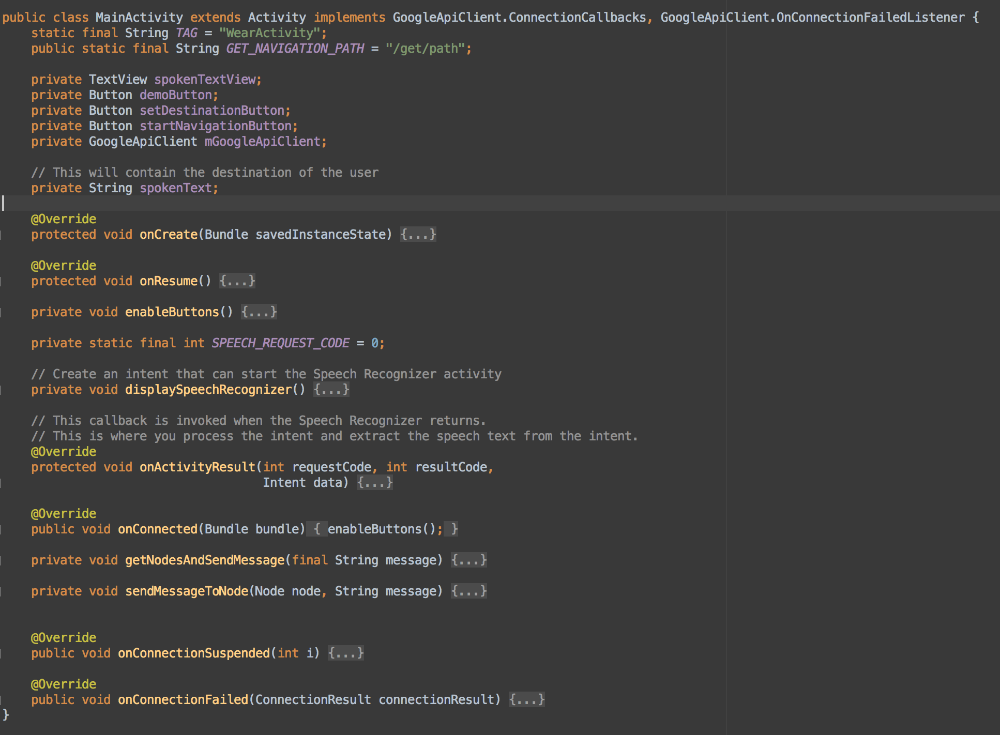 public class MainActivity extends Activity implements GoogleApiClient.ConnectionCallbacks, GoogleApiClient.OnConnectionFailedListener {
    static final String TAG = "WearActivity";
    public static final String GET_NAVIGATION_PATH = "/get/path";

    private TextView spokenTextView;
    private Button demoButton;
    private Button setDestinationButton;
    private Button startNavigationButton;
    private GoogleApiClient mGoogleApiClient;

    // This will contain the destination of the user
    private String spokenText;

    @Override
    protected void onCreate(Bundle savedInstanceState) {...}

    @Override
    protected void onResume() {...}

    private void enableButtons() {...}

    private static final int SPEECH_REQUEST_CODE = 0;

    // Create an intent that can start the Speech Recognizer activity
    private void displaySpeechRecognizer() {...}

    // This callback is invoked when the Speech Recognizer returns.
    // This is where you process the intent and extract the speech text from the intent.
    @Override
    protected void onActivityResult(int requestCode, int resultCode,
                                    Intent data) {...}

    @Override
    public void onConnected(Bundle bundle) { enableButtons(); }

    private void getNodesAndSendMessage(final String message) {...}

    private void sendMessageToNode(Node node, String message) {...}


    @Override
    public void onConnectionSuspended(int i) {...}

    @Override
    public void onConnectionFailed(ConnectionResult connectionResult) {...}
}